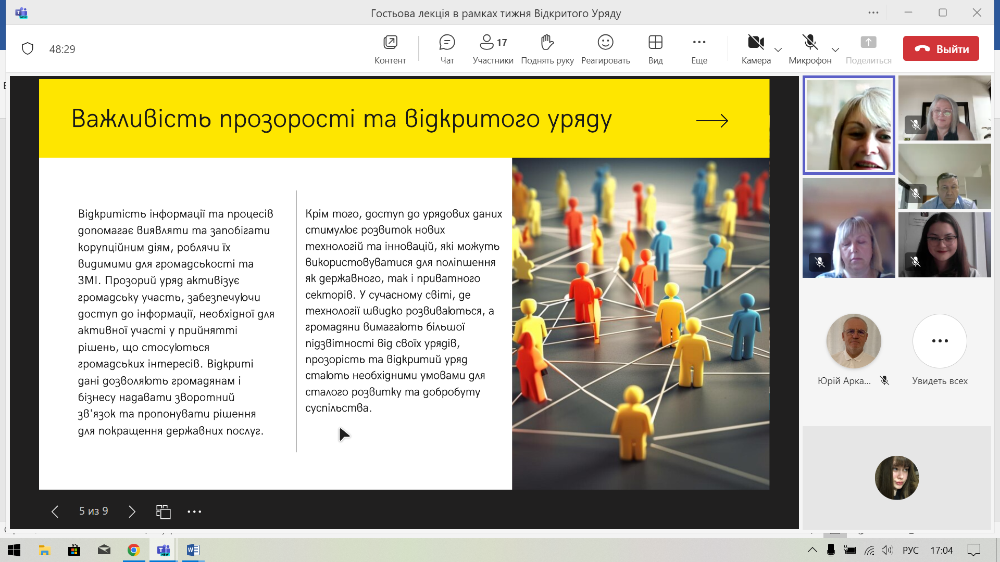 Гостьова лекція в рамках тижня Відкритого Уряду
48:29
Контент
Чат
17
Участники
Поднять руку
Реагировать
Вид
Еще
Камера
Микрофон
Поделиться
Выйти
Важливість прозорості та відкритого уряду
Відкритість інформації та процесів
допомагає виявляти та запобігати
корупційним діям, роблячи їх
видимими для громадськості та
ЗМІ. Прозорий уряд активізує
громадську участь, забезпечуючи
доступ до інформації, необхідної для
активної участі у прийнятті
рішень, що стосуються
громадських інтересів. Відкриті
дані дозволяють громадянам і
бізнесу надавати зворотний
зв'язок та пропонувати рішення
для покращення державних послуг.
Крім того, доступ до урядових даних
стимулює розвиток нових
технологій та інновацій, які можуть
використовуватися для поліпшення
як державного, так і приватного
секторів. У сучасному світі, де
технології швидко розвиваються, а
громадяни вимагають більшої
підзвітності від своїх урядів,
прозорість та відкритий уряд
стають необхідними умовами для
сталого розвитку та добробуту
суспільства.
Юрій Арка...
Увидеть всех
5 из 9
NEW
РУС
17:04